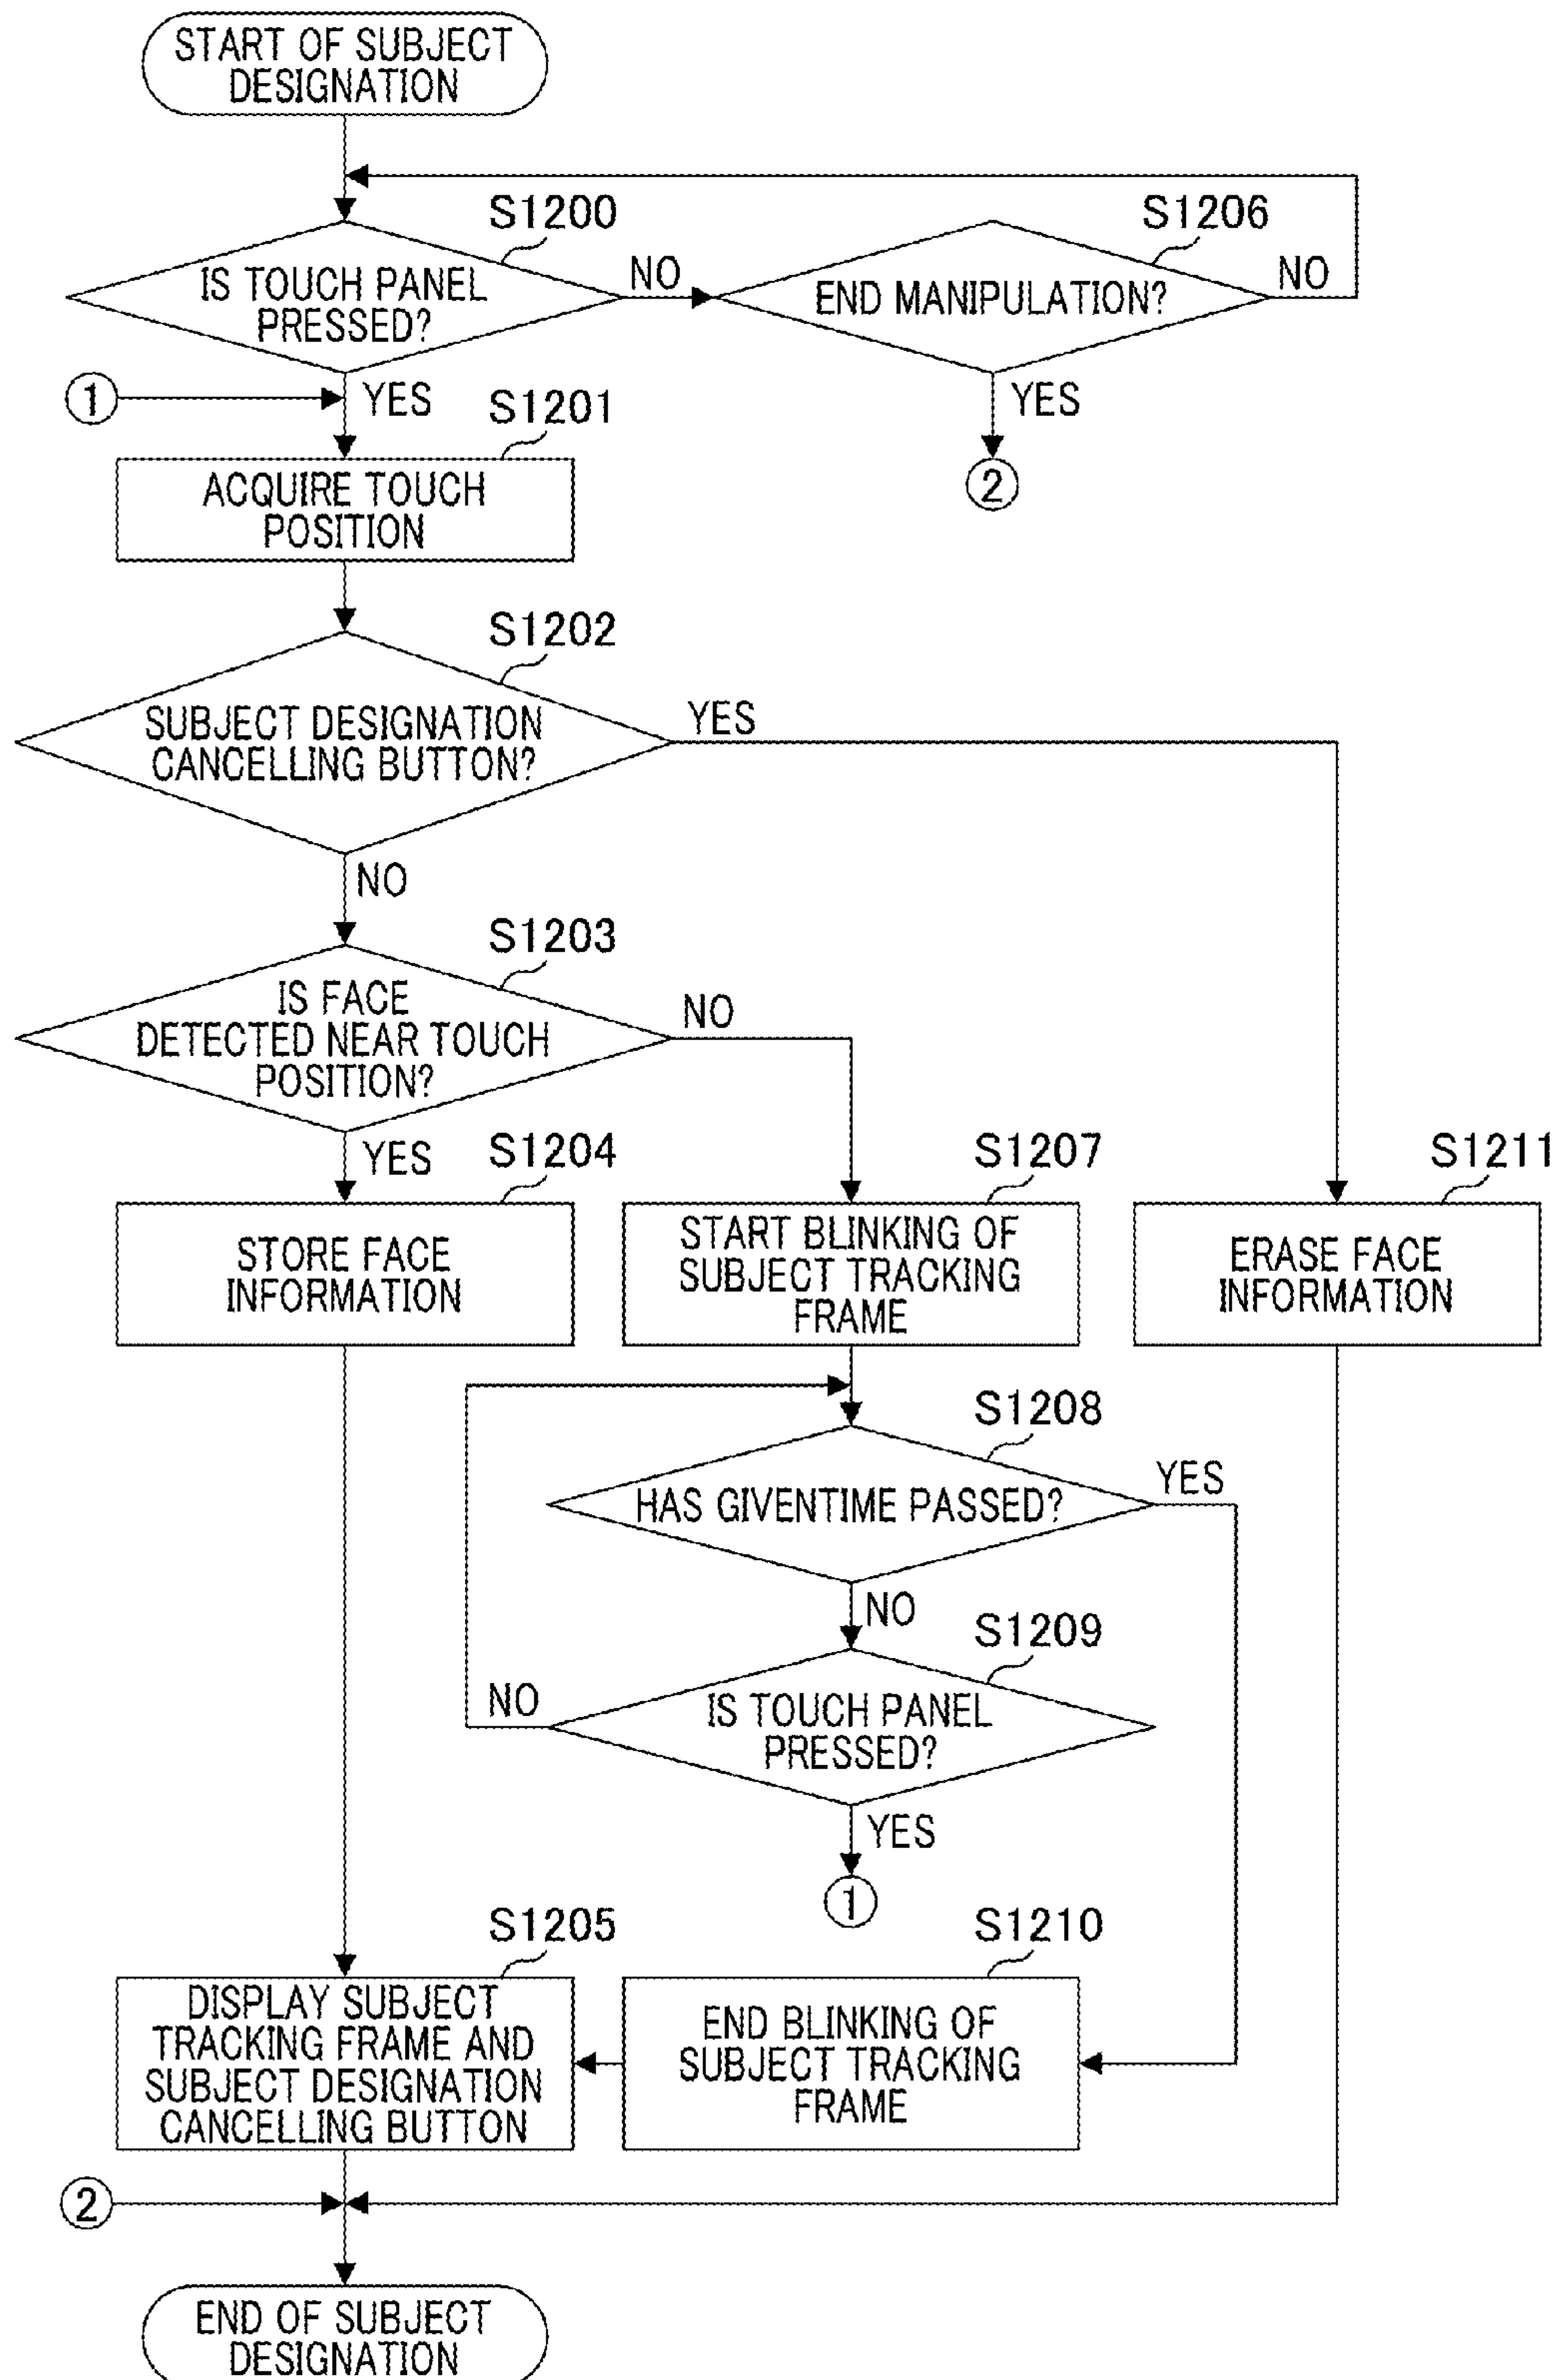 START OF SUBJECT
DESIGNATION
S1200
IS TOUCH PANEL
PRESSED?
NO
S1206
END MANIPULATION?
NO
1
YES
YES
2
S1201
ACQUIRE TOUCH
POSITION
S1202
SUBJECT DESIGNATION
CANCELLING BUTTON?
YES
NO
S1203
IS FACE
DETECTED NEAR TOUCH
POSITION?
NO
YES
S1204
STORE FACE
INFORMATION
S1207
START BLINKING OF
SUBJECT TRACKING
FRAME
S1211
ERASE FACE
INFORMATION
S1208
HAS GIVENTIME PASSED?
YES
NO
S1209
IS TOUCH PANEL
PRESSED?
NO
YES
1
S1205
DISPLAY SUBJECT
TRACKING FRAME AND
SUBJECT DESIGNATION
CANCELLING BUTTON
S1210
END BLINKING OF
SUBJECT TRACKING
FRAME
2
END OF SUBJECT
DESIGNATION